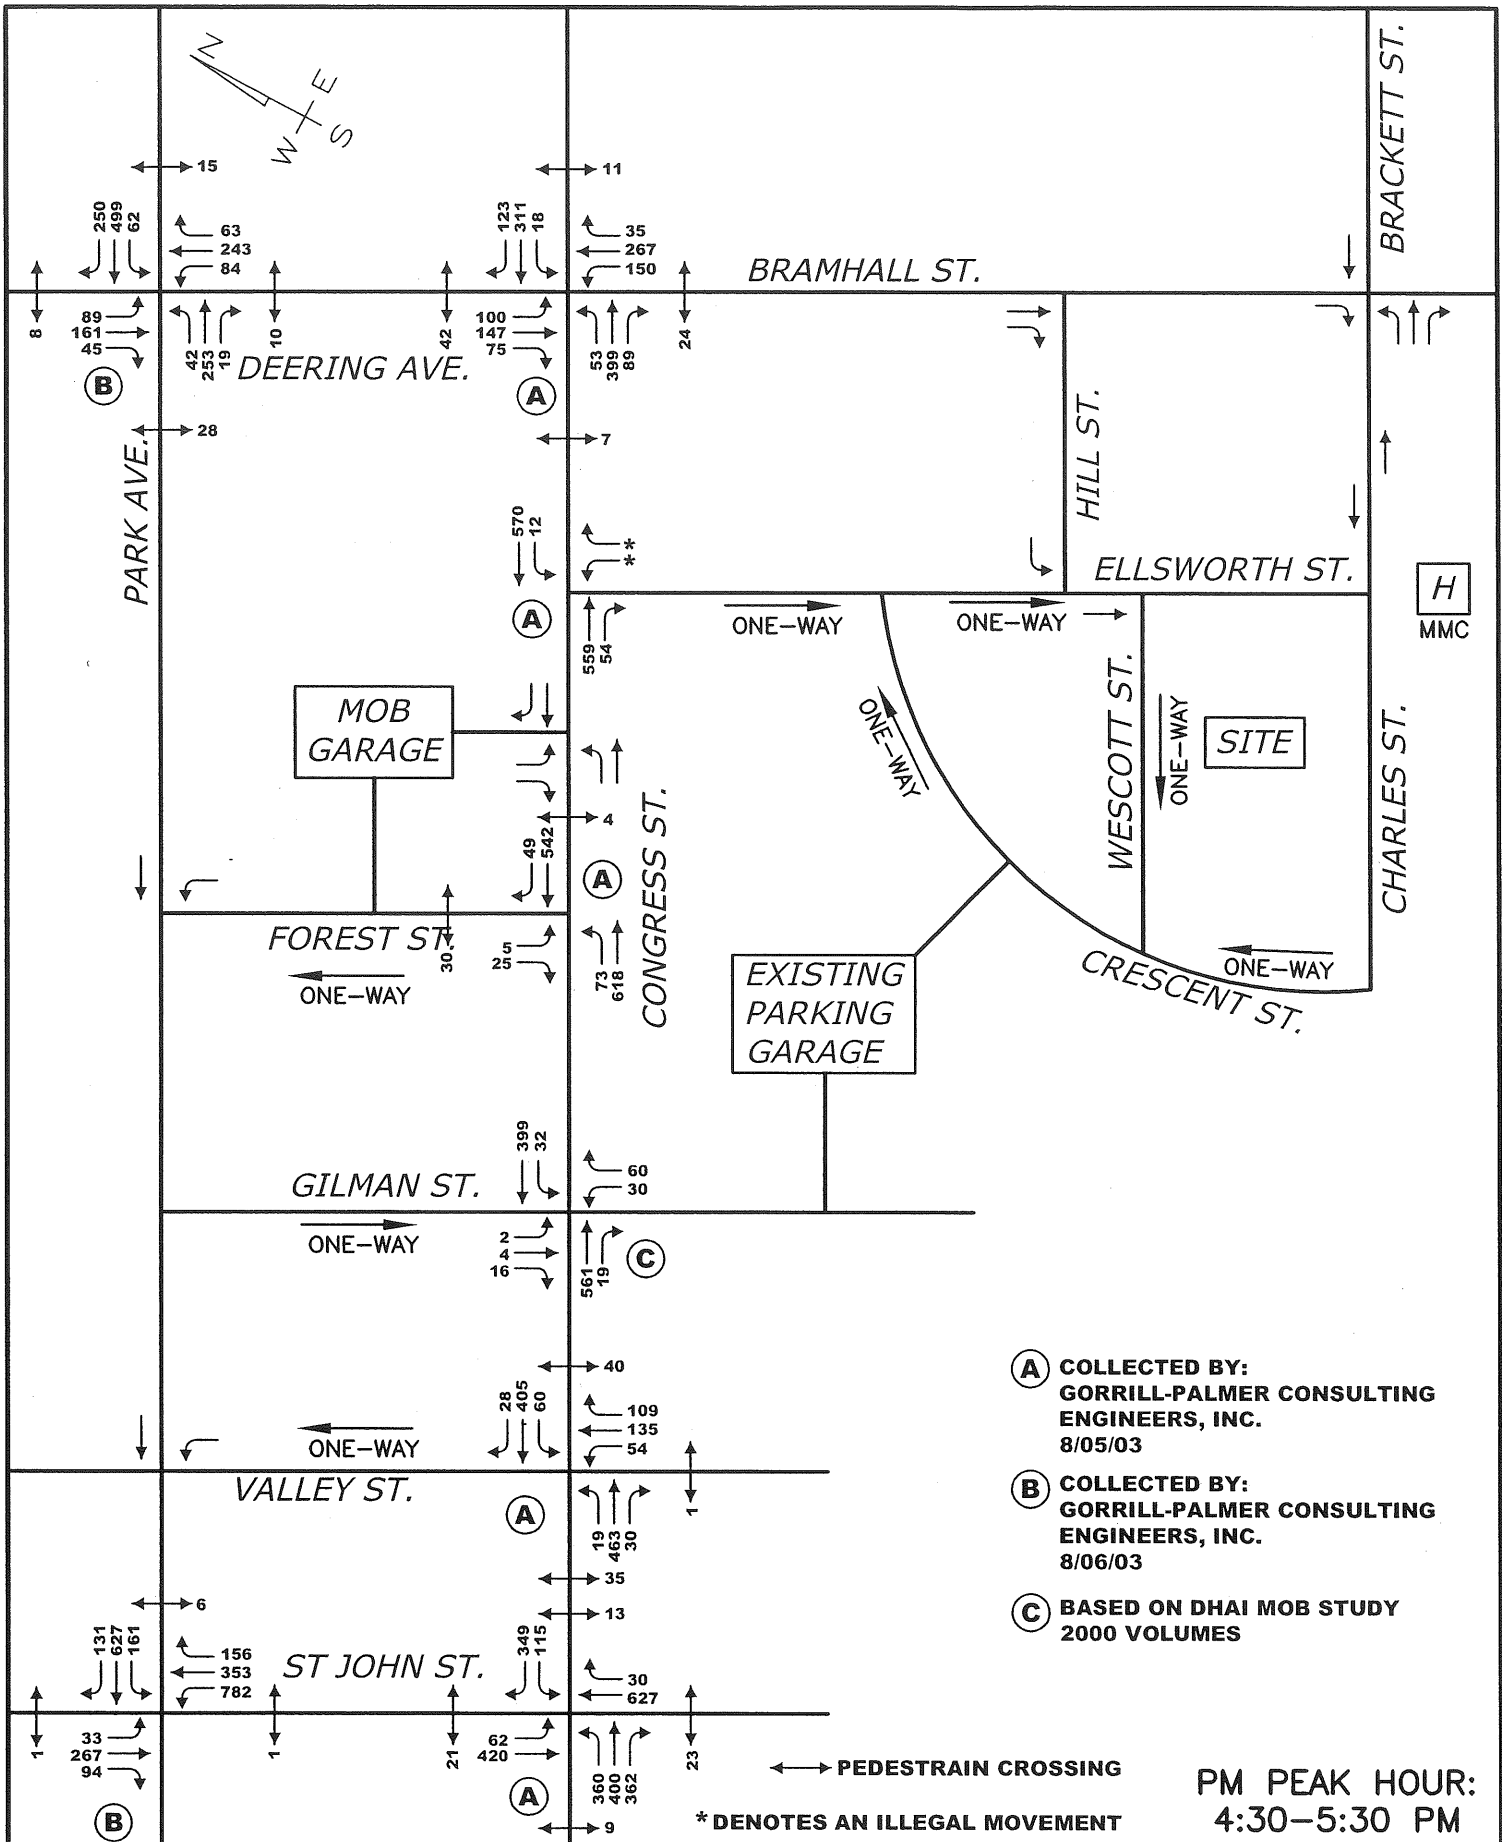 N
E
W
S
BRACKETT ST.
15
11
250
499
62
63
243
84
123
311
18
35
267
150
BRAMHALL ST.
8
89
161
45
42
253
19
10
42
100
147
75
53
399
89
24
DEERING AVE.
B
A
28
7
PARK AVE.
HILL ST.
570
12
*
*
ELLSWORTH ST.
H
MMC
A
559
54
ONE-WAY
ONE-WAY
WESCOTT ST.
ONE-WAY
ONE-WAY
SITE
CHARLES ST.
MOB
GARAGE
4
CONGRESS ST.
49
542
A
FOREST ST.
30
5
25
73
618
ONE-WAY
EXISTING
PARKING
GARAGE
CRESCENT ST.
ONE-WAY
399
32
60
30
GILMAN ST.
ONE-WAY
2
4
16
561
19
C
40
28
405
60
109
135
54
ONE-WAY
VALLEY ST.
A
19
463
30
1
35
13
6
131
627
161
156
353
782
ST JOHN ST.
349
115
30
627
1
33
267
94
1
21
62
420
360
400
362
23
B
A
9
A COLLECTED BY:
GORRILL-PALMER CONSULTING
ENGINEERS, INC.
8/05/03
B COLLECTED BY:
GORRILL-PALMER CONSULTING
ENGINEERS, INC.
8/06/03
C BASED ON DHAI MOB STUDY
2000 VOLUMES
PEDESTRAIN CROSSING
* DENOTES AN ILLEGAL MOVEMENT
PM PEAK HOUR:
4:30-5:30 PM